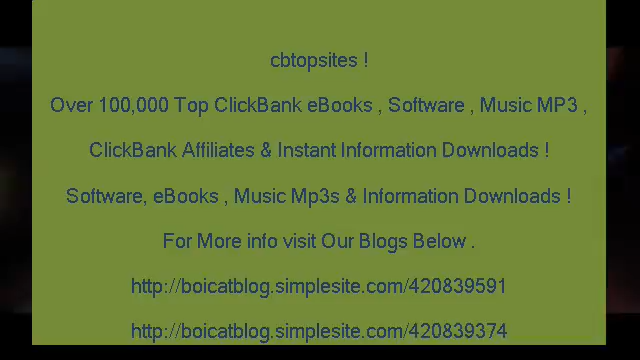 cbtopsites !
Over 100,000 Top ClickBank eBooks , Software , Music MP3 ,
ClickBank Affiliates & Instant Information Downloads !
Software, eBooks , Music Mp3s & Information Downloads !
For More info visit Our Blogs Below .
http://boicatblog.simplesite.com/420839591
http://boicatblog.simplesite.com/420839374